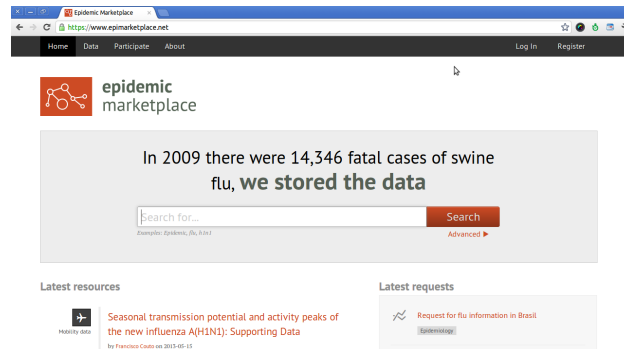 Epidemic Marketplace
https://www.epimarketplace.net
Home Data Participate About Log In Register
epidemic
marketplace
In 2009 there were 14,346 fatal cases of swine
flu, we stored the data
Search for... Search
Examples: Epidemic, flu, h1n1 Advanced ▶
Latest resources
Mobility data
Seasonal transmission potential and activity peaks of
the new influenza A(H1N1): Supporting Data
by Francisco Couto on 2013-05-15
Latest requests
Request for flu information in Brasil
Epidemiology